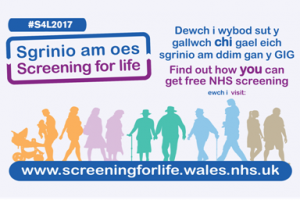 #S4L2017
Sgrinio am oes
Screening for life
Dewch i wybod sut y
gallwch chi gael eich
sgrinio am ddim gan y GIG
Find out how you can
get free NHS screening
ewch i visit:
www.screeningforlife.wales.nhs.uk